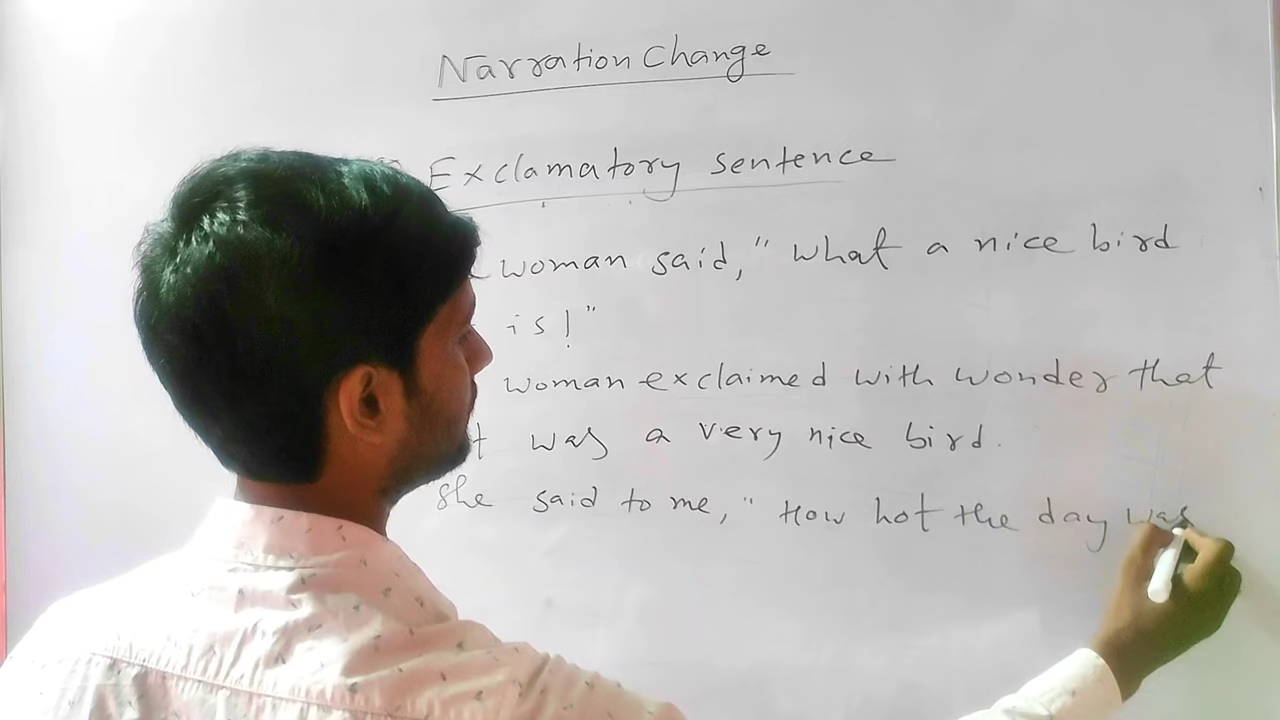 Narration Change
Exclamatory sentence
woman said, " what a nice bird
is!"
woman exclaimed with wonder that
was a very nice bird.
she said to me, " How hot the day was